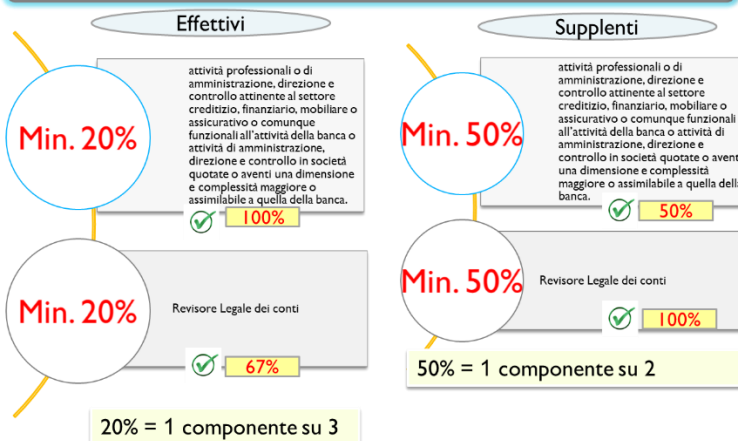 Effettivi
Min. 20%
attività professionali o di
amministrazione, direzione e
controllo attinente al settore
creditizio, finanziario, mobiliare o
assicurativo o comunque
funzionali all'attività della banca o
attività di amministrazione,
direzione e controllo in società
quotate o aventi una dimensione
e complessità maggiore o
assimilabile a quella della banca.
100%
Min. 20%
Revisore Legale dei conti
67%
20% = 1 componente su 3
Supplenti
Min. 50%
attività professionali o di
amministrazione, direzione e
controllo attinente al settore
creditizio, finanziario, mobiliare o
assicurativo o comunque funzionali
all'attività della banca o attività di
amministrazione, direzione e
controllo in società quotate o aventi
una dimensione e complessità
maggiore o assimilabile a quella della
banca.
50%
Min. 50%
Revisore Legale dei conti
100%
50% = 1 componente su 2